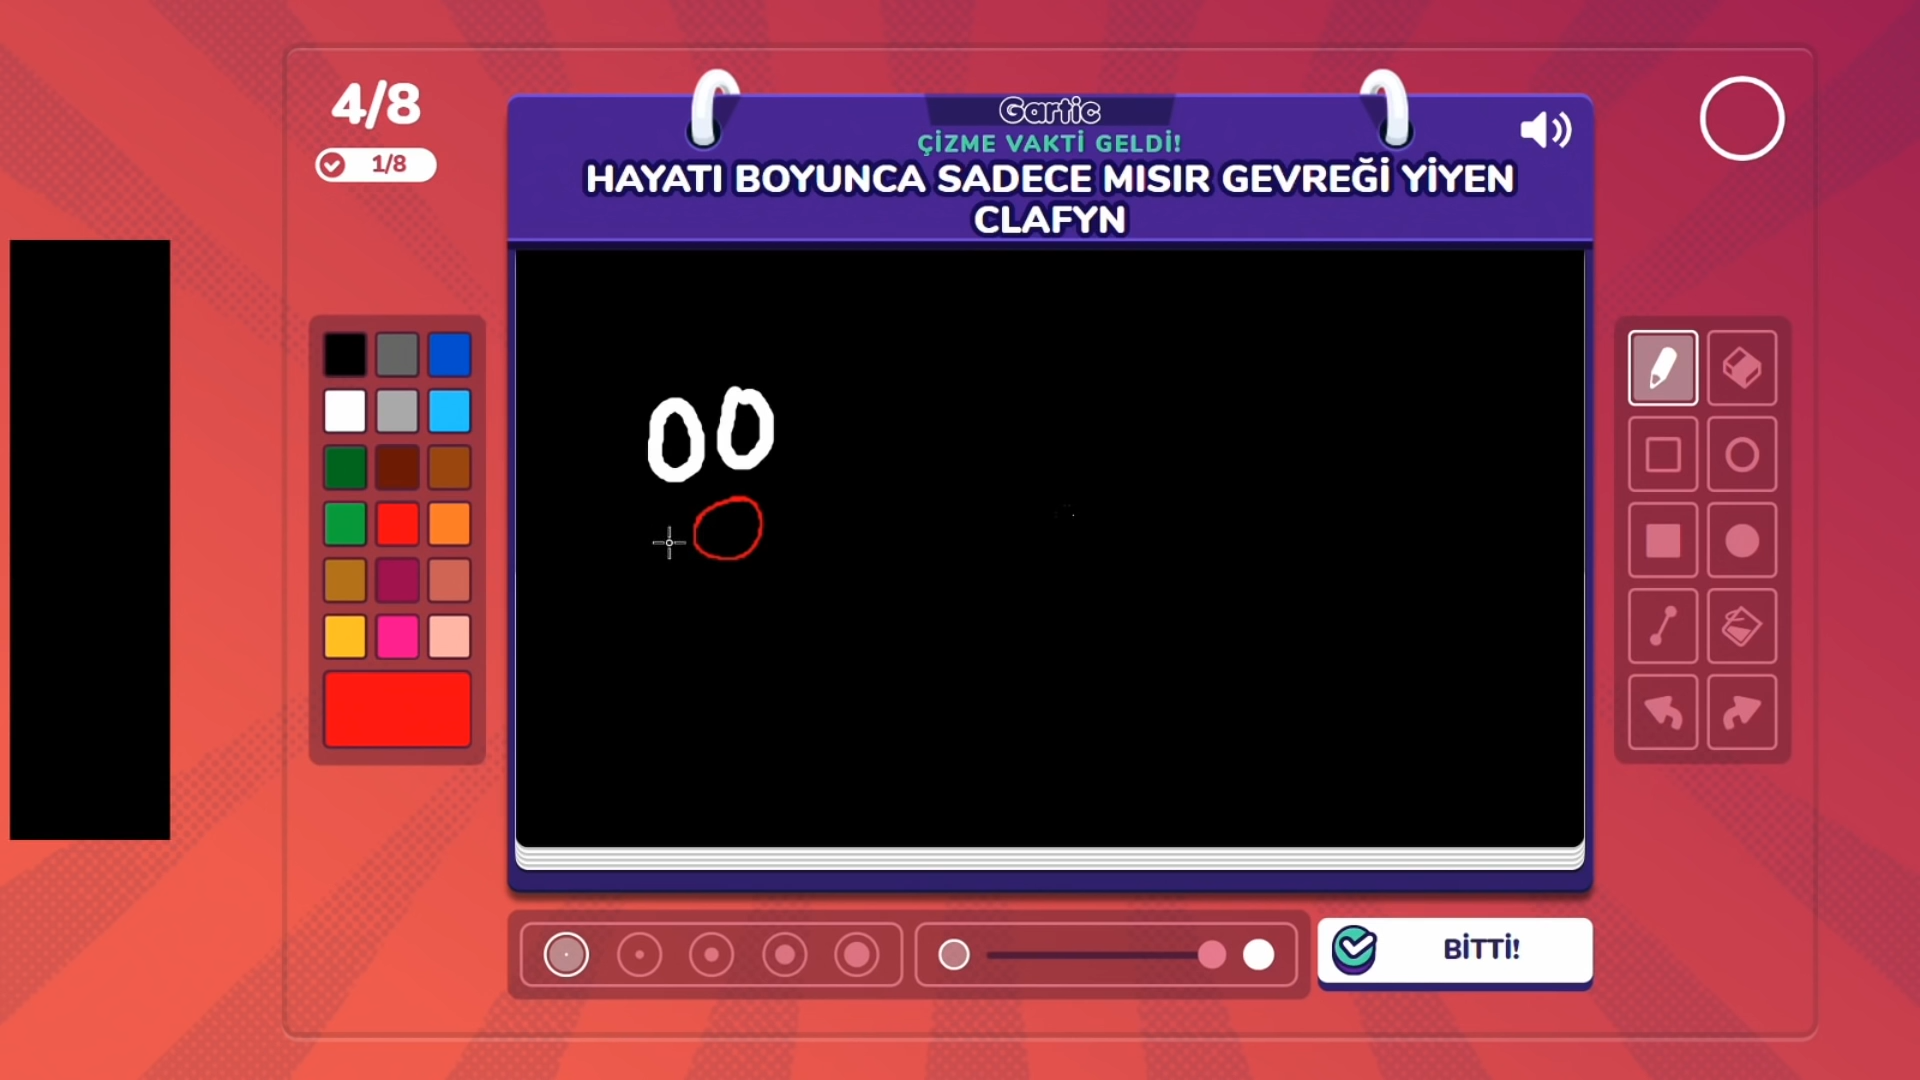 4/8
1/8
Gartic
ÇİZME VAKTİ GELDİ!
HAYATI BOYUNCA SADECE MISIR GEVREĞİ YİYEN
CLAFYN
BİTTİ!